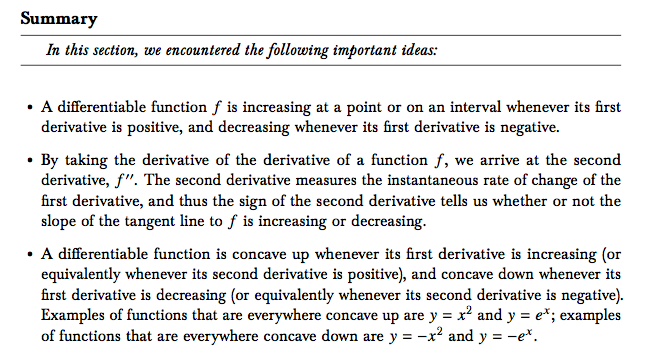 Summary
In this section, we encountered the following important ideas:
• A differentiable function f is increasing at a point or on an interval whenever its first
derivative is positive, and decreasing whenever its first derivative is negative.
• By taking the derivative of the derivative of a function f, we arrive at the second
derivative, f″. The second derivative measures the instantaneous rate of change of the
first derivative, and thus the sign of the second derivative tells us whether or not the
slope of the tangent line to f is increasing or decreasing.
• A differentiable function is concave up whenever its first derivative is increasing (or
equivalently whenever its second derivative is positive), and concave down whenever its
first derivative is decreasing (or equivalently whenever its second derivative is negative).
Examples of functions that are everywhere concave up are y = x² and y = eˣ; examples
of functions that are everywhere concave down are y = −x² and y = −eˣ.